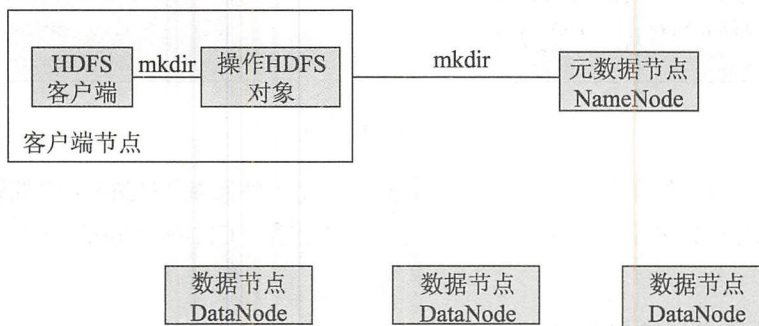 HDFS
客户端
mkdir
操作HDFS
对象
mkdir
元数据节点
NameNode
客户端节点
数据节点
DataNode
数据节点
DataNode
数据节点
DataNode